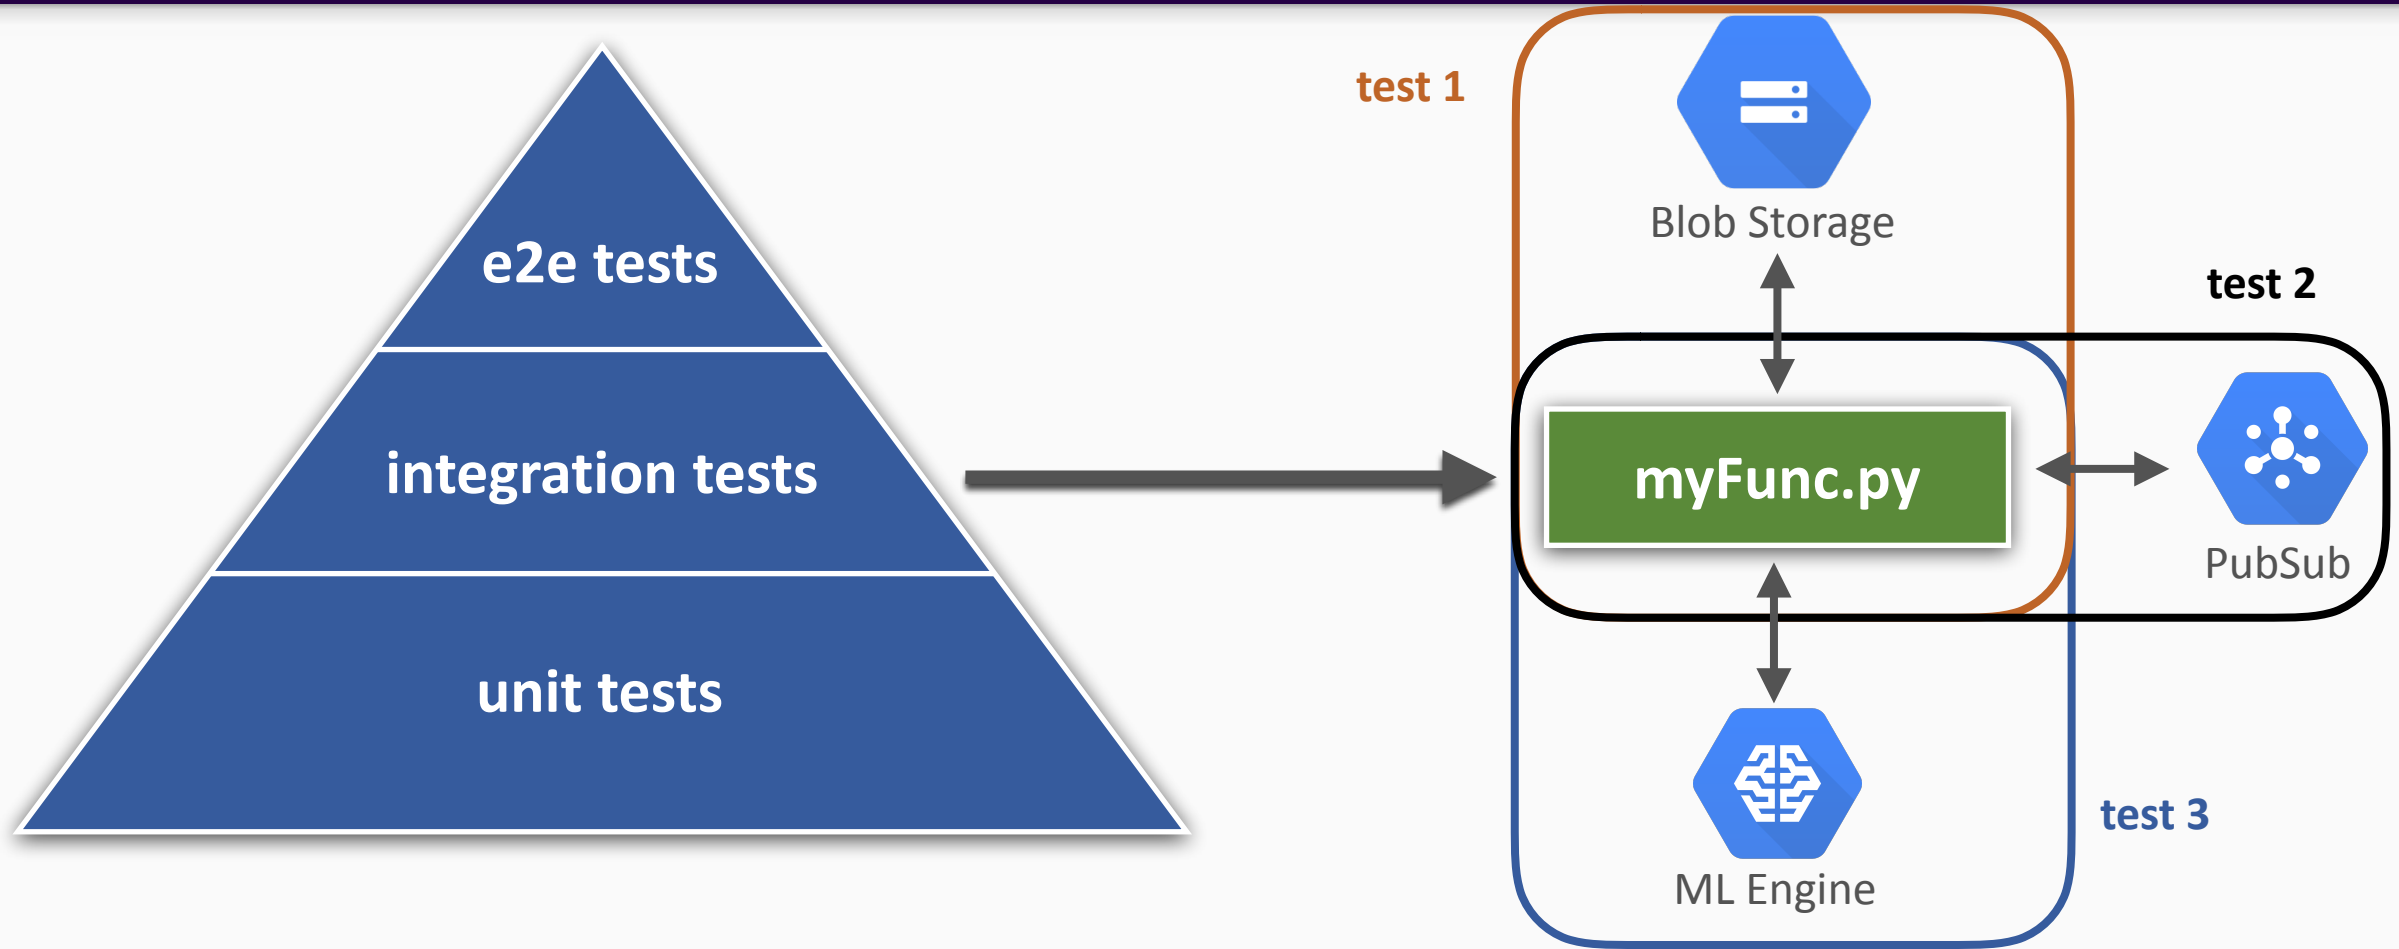 e2e tests
integration tests
unit tests
test 1
Blob Storage
test 2
myFunc.py
PubSub
ML Engine
test 3